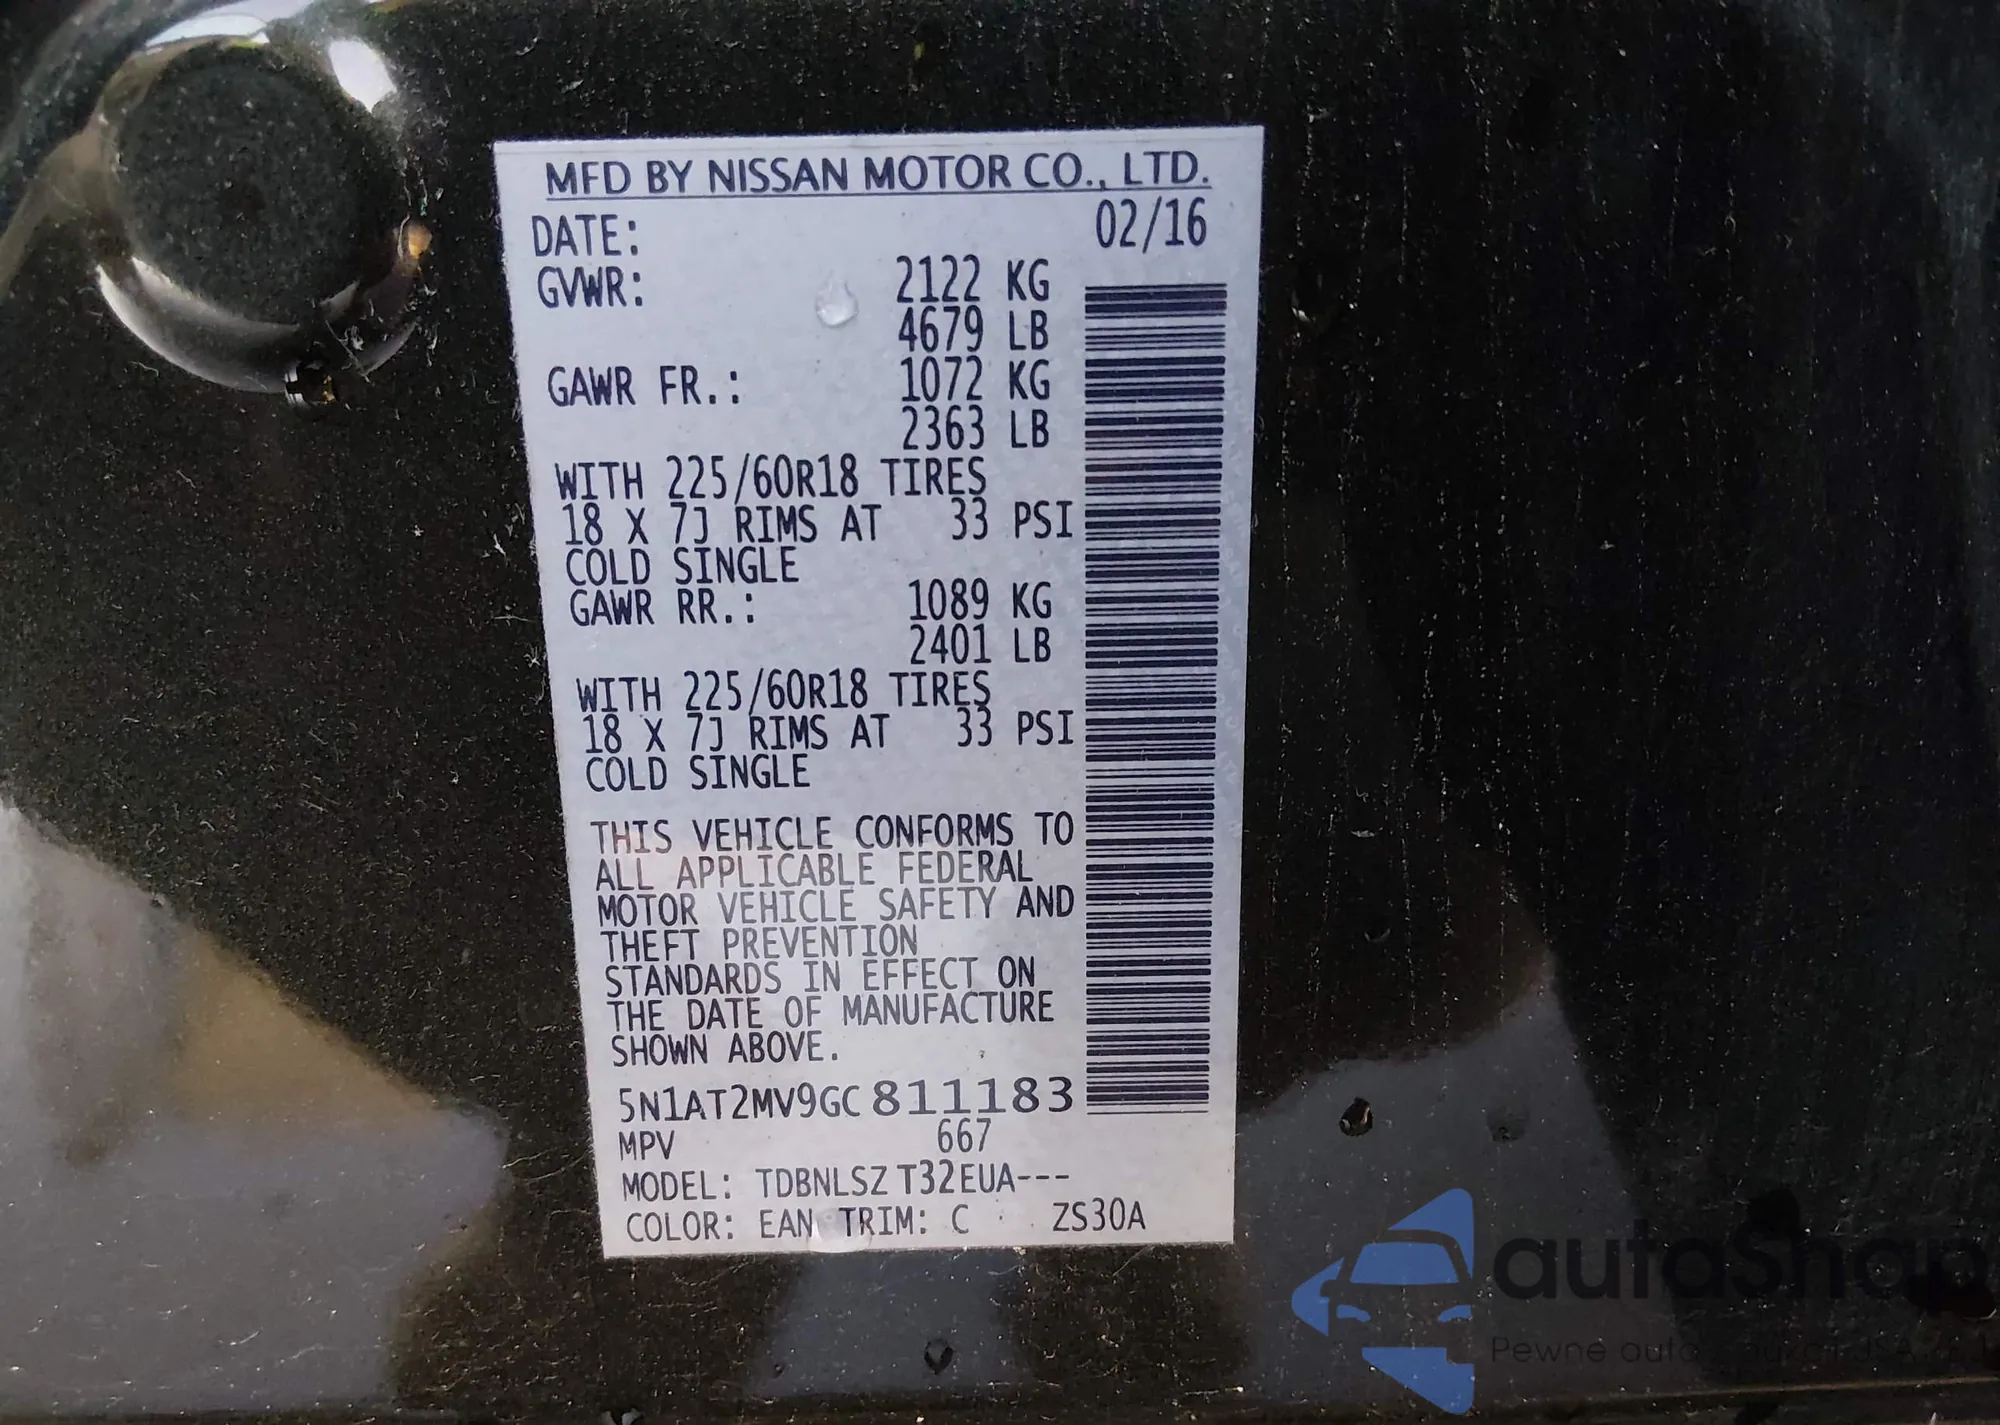 MFD BY NISSAN MOTOR CO., LTD.
DATE: 02/16
GVWR: 2122 KG
4679 LB
GAWR FR.: 1072 KG
2363 LB
WITH 225/60R18 TIRES
18 X 7J RIMS AT 33 PSI
COLD SINGLE
GAWR RR.: 1089 KG
2401 LB
WITH 225/60R18 TIRES
18 X 7J RIMS AT 33 PSI
COLD SINGLE
THIS VEHICLE CONFORMS TO
ALL APPLICABLE FEDERAL
MOTOR VEHICLE SAFETY AND
THEFT PREVENTION
STANDARDS IN EFFECT ON
THE DATE OF MANUFACTURE
SHOWN ABOVE.
5N1AT2MV9GC811183
MPV 667
MODEL: TDBNLSZ T32EUA---
COLOR: EAN TRIM: C ZS30A
autaShop
Pewne auto